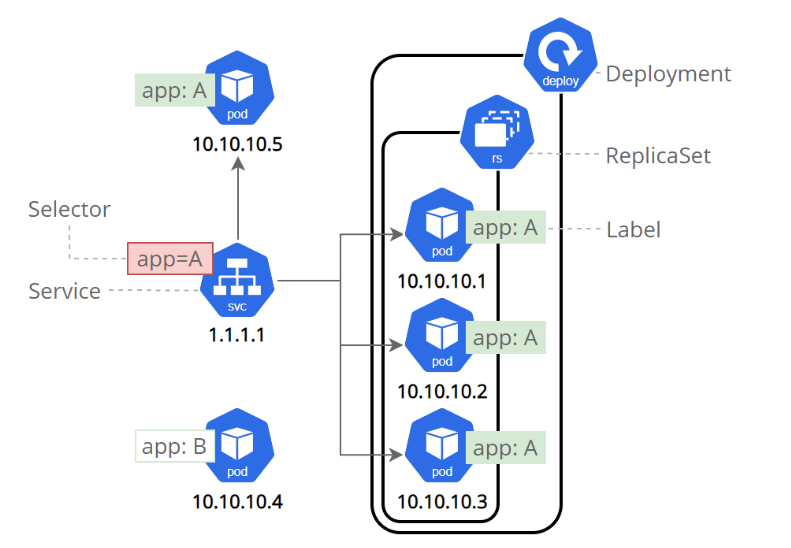 deploy
Deployment
app: A
pod
10.10.10.5
rs
ReplicaSet
Selector
app: A
Label
pod
app=A
10.10.10.1
Service
svc
1.1.1.1
app: A
pod
10.10.10.2
app: B
pod
10.10.10.4
app: A
pod
10.10.10.3